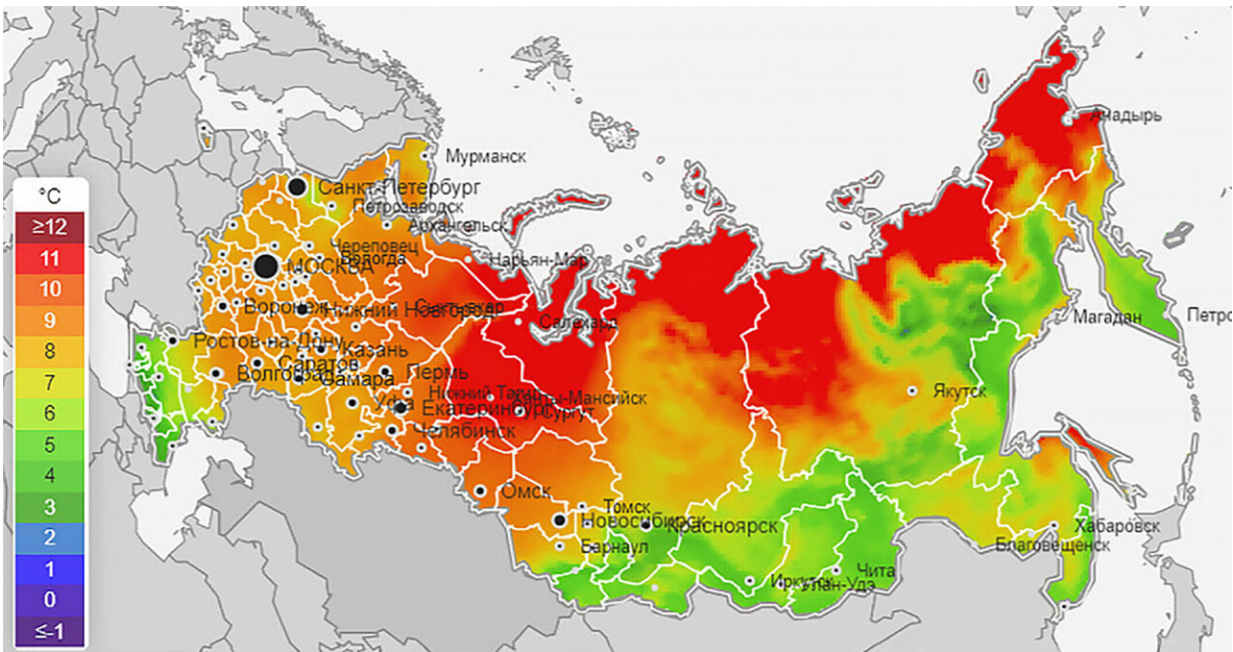 Анадырь
Мурманск
°C
≥12
11
10
9
8
7
6
5
4
3
2
1
0
≤-1
Санкт-Петербург
Петрозаводск
Архангельск
Череповец
Вологда
Нарьян-Мар
МОСКВА
Воронеж
Нижний Новгород
Сыктывкар
Салехард
Магадан
Петро
Ростов-на-Дону
Казань
Саратов
Волгоград
Самара
Пермь
Нижний Тагил
Ханты-Мансийск
Якутск
Уфа
Екатеринбург
Сургут
Челябинск
Омск
Томск
Новосибирск
Красноярск
Хабаровск
Барнаул
Благовещенск
Чита
Иркутск
Улан-Удэ